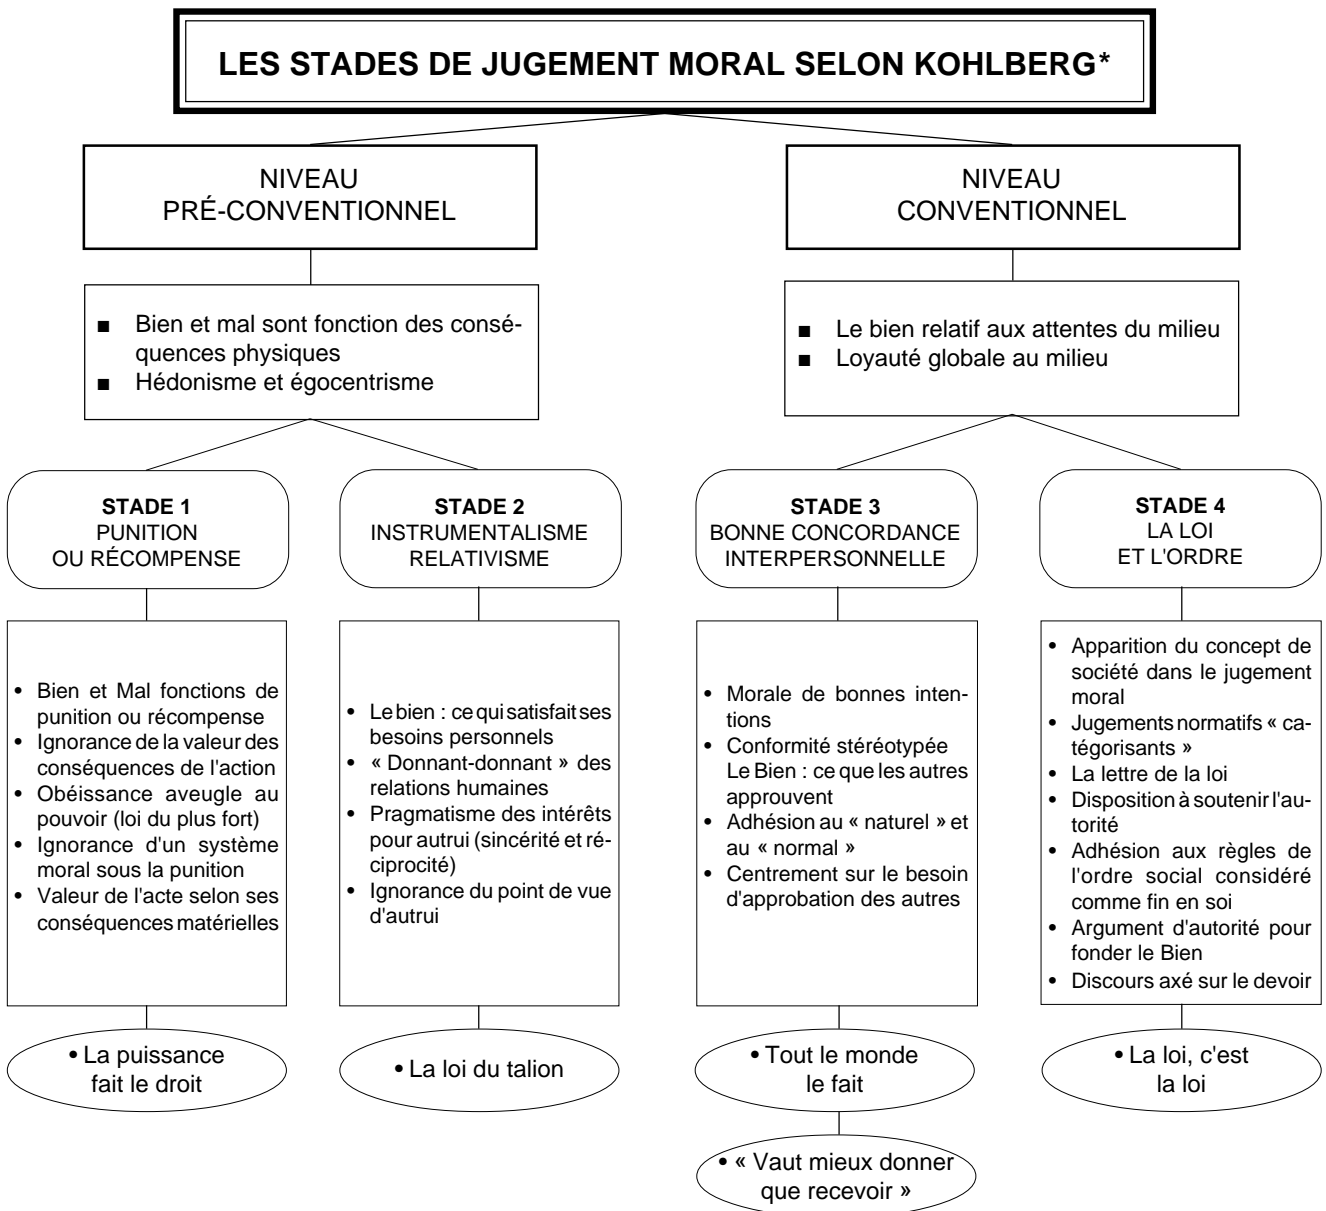 LES STADES DE JUGEMENT MORAL SELON KOHLBERG*
NIVEAU
PRÉ-CONVENTIONNEL
■ Bien et mal sont fonction des consé-
quences physiques
■ Hédonisme et égocentrisme
NIVEAU
CONVENTIONNEL
■ Le bien relatif aux attentes du milieu
■ Loyauté globale au milieu
STADE 1
PUNITION
OU RÉCOMPENSE
• Bien et Mal fonctions de
punition ou récompense
• Ignorance de la valeur des
conséquences de l'action
• Obéissance aveugle au
pouvoir (loi du plus fort)
• Ignorance d'un système
moral sous la punition
• Valeur de l'acte selon ses
conséquences matérielles
• La puissance
fait le droit
STADE 2
INSTRUMENTALISME
RELATIVISME
• Le bien : ce qui satisfait ses
besoins personnels
• « Donnant-donnant » des
relations humaines
• Pragmatisme des intérêts
pour autrui (sincérité et ré-
ciprocité)
• Ignorance du point de vue
d'autrui
• La loi du talion
STADE 3
BONNE CONCORDANCE
INTERPERSONNELLE
• Morale de bonnes inten-
tions
• Conformité stéréotypée
Le Bien : ce que les autres
approuvent
• Adhésion au « naturel » et
au « normal »
• Centrement sur le besoin
d'approbation des autres
• Tout le monde
le fait
• « Vaut mieux donner
que recevoir »
STADE 4
LA LOI
ET L'ORDRE
• Apparition du concept de
société dans le jugement
moral
• Jugements normatifs « ca-
tégorisants »
• La lettre de la loi
• Disposition à soutenir l'au-
torité
• Adhésion aux règles de
l'ordre social considéré
comme fin en soi
• Argument d'autorité pour
fonder le Bien
• Discours axé sur le devoir
• La loi, c'est
la loi